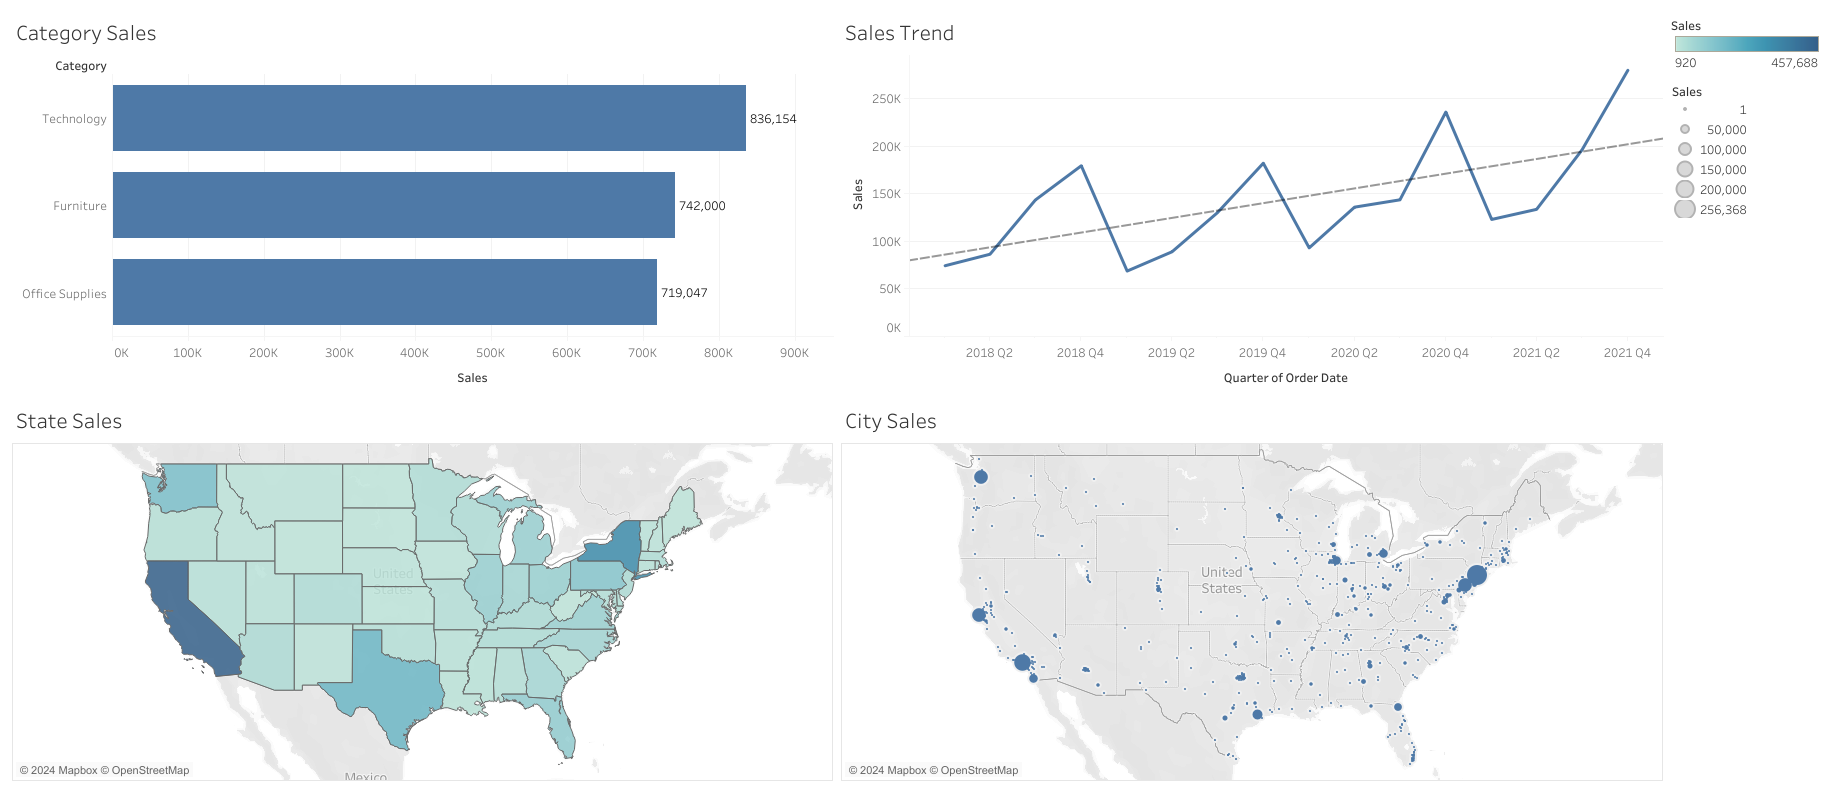 Category Sales
Category
Technology
836,154
Furniture
742,000
Office Supplies
719,047
0K 100K 200K 300K 400K 500K 600K 700K 800K 900K
Sales
Sales Trend
Sales
250K
200K
150K
100K
50K
0K
2018 Q2 2018 Q4 2019 Q2 2019 Q4 2020 Q2 2020 Q4 2021 Q2 2021 Q4
Quarter of Order Date
Sales
920 457,688
Sales
1
50,000
100,000
150,000
200,000
256,368
State Sales
United
States
Mexico
© 2024 Mapbox © OpenStreetMap
City Sales
United
States
© 2024 Mapbox © OpenStreetMap